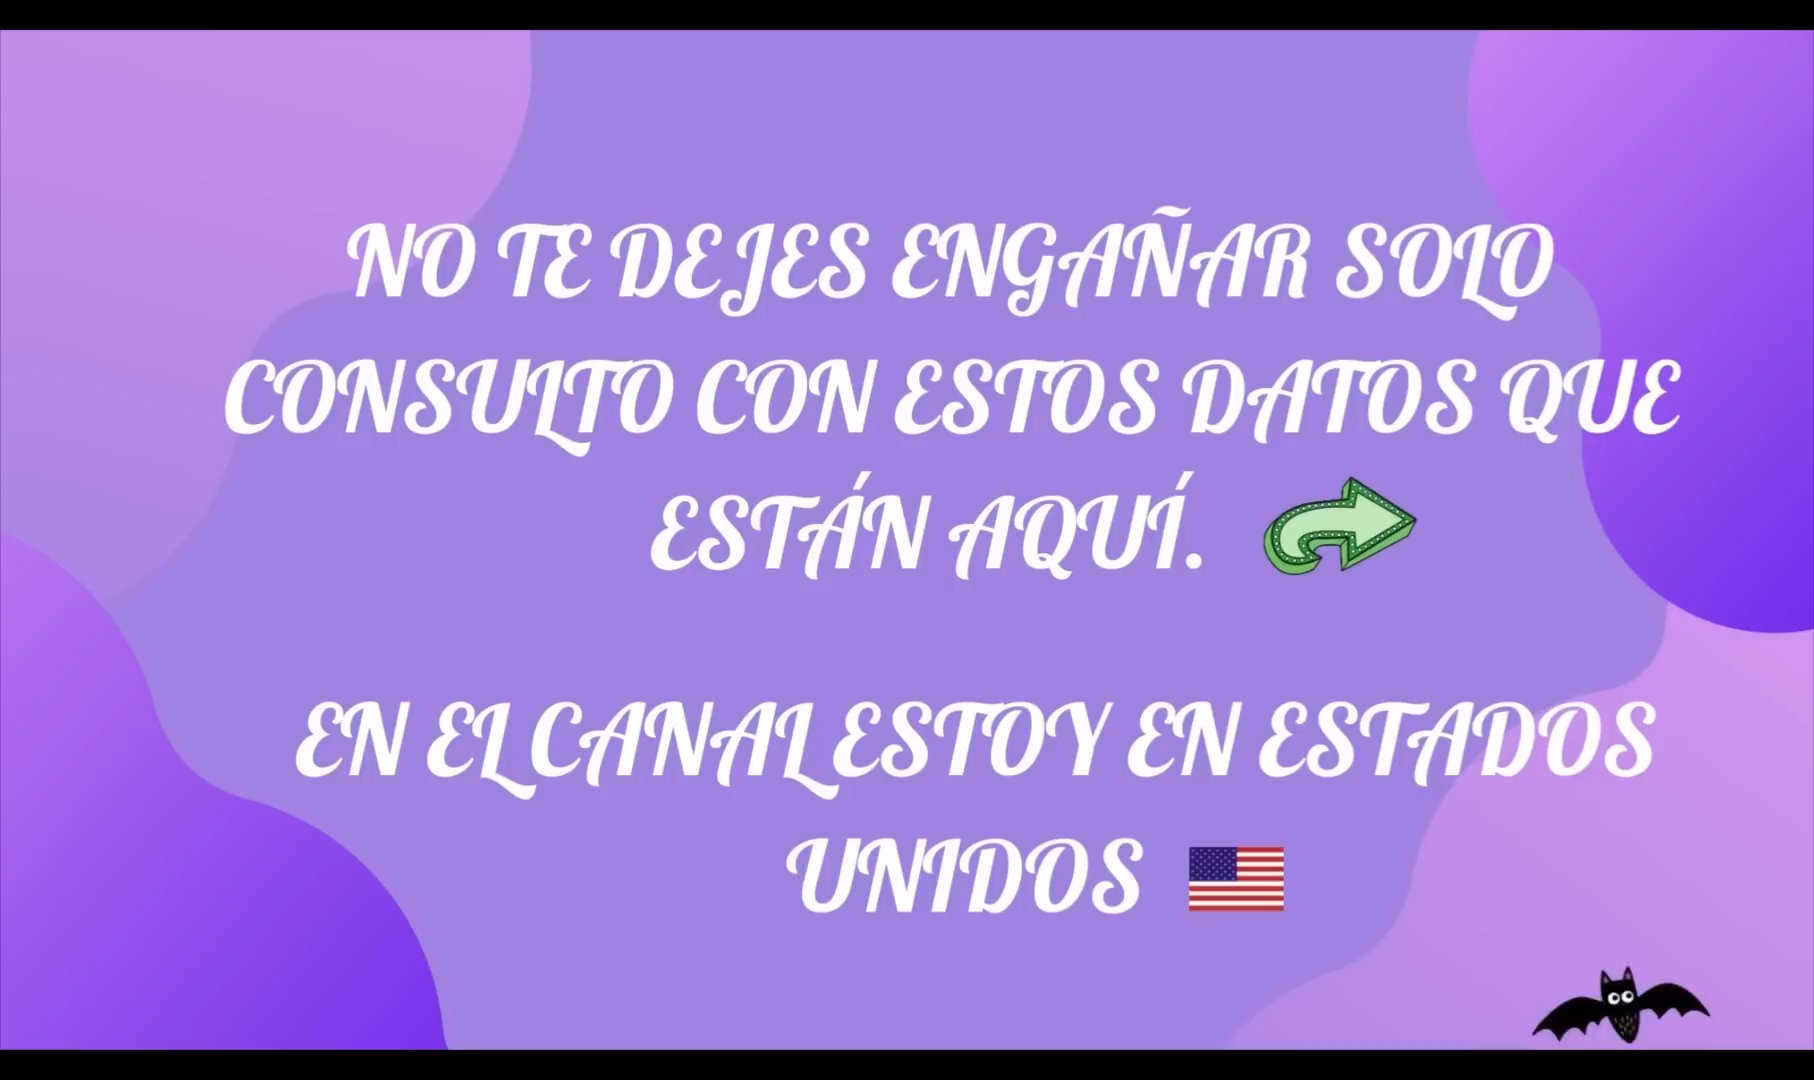 NO TE DEJES ENGAÑAR SOLO
CONSULTO CON ESTOS DATOS QUE
ESTÁN AQUÍ.
EN EL CANAL ESTOY EN ESTADOS
UNIDOS